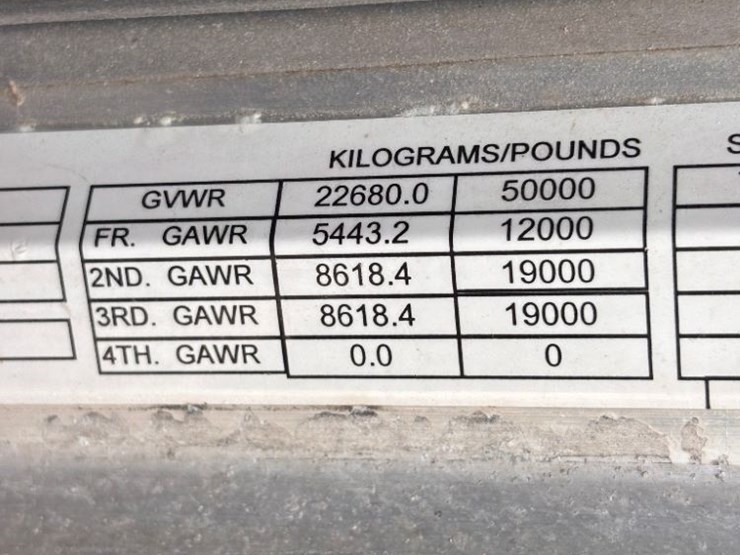 KILOGRAMS/POUNDS
GVWR 22680.0 50000
FR. GAWR 5443.2 12000
2ND. GAWR 8618.4 19000
3RD. GAWR 8618.4 19000
4TH. GAWR 0.0 0